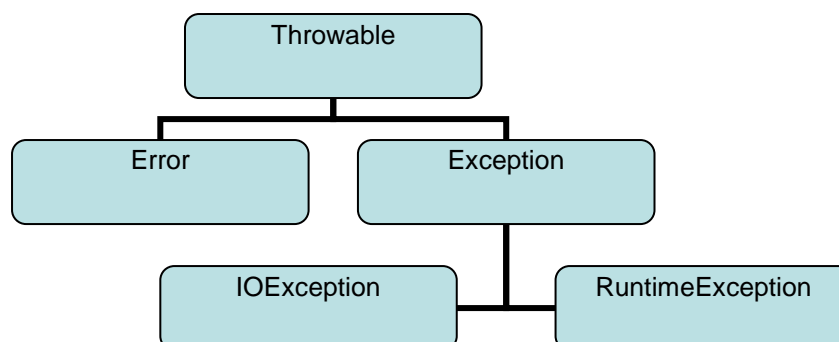 Throwable
Error
Exception
IOException
RuntimeException